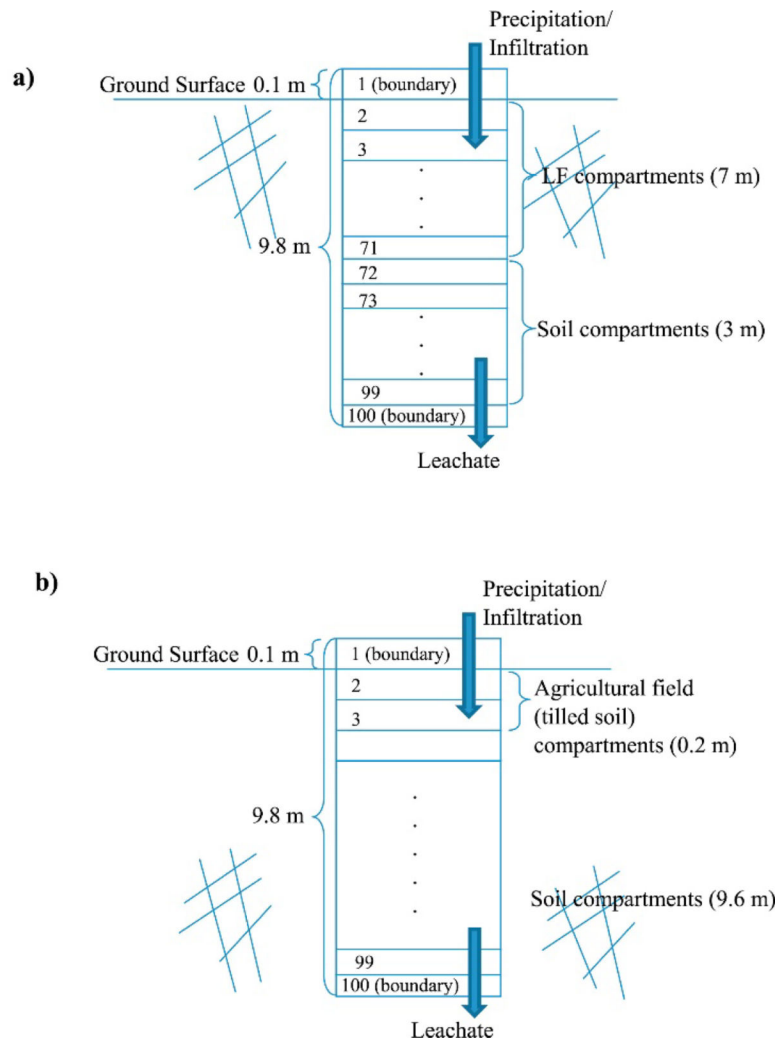 a)
Precipitation/
Infiltration
Ground Surface 0.1 m
1 (boundary)
2
3
LF compartments (7 m)
9.8 m
71
72
73
Soil compartments (3 m)
99
100 (boundary)
Leachate
b)
Precipitation/
Infiltration
Ground Surface 0.1 m
1 (boundary)
2
3
Agricultural field
(tilled soil)
compartments (0.2 m)
9.8 m
Soil compartments (9.6 m)
99
100 (boundary)
Leachate